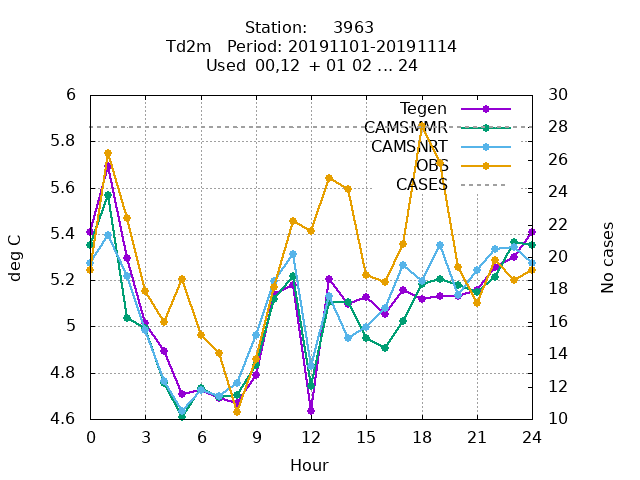 Station: 3963
Td2m Period: 20191101-20191114
Used 00,12 + 01 02 ... 24
6
5.8
5.6
5.4
5.2
5
4.8
4.6
30
28
26
24
22
20
18
16
14
12
10
Tegen
CAMSMMR
CAMSNRT
OBS
CASES
deg C
No cases
0 3 6 9 12 15 18 21 24
Hour